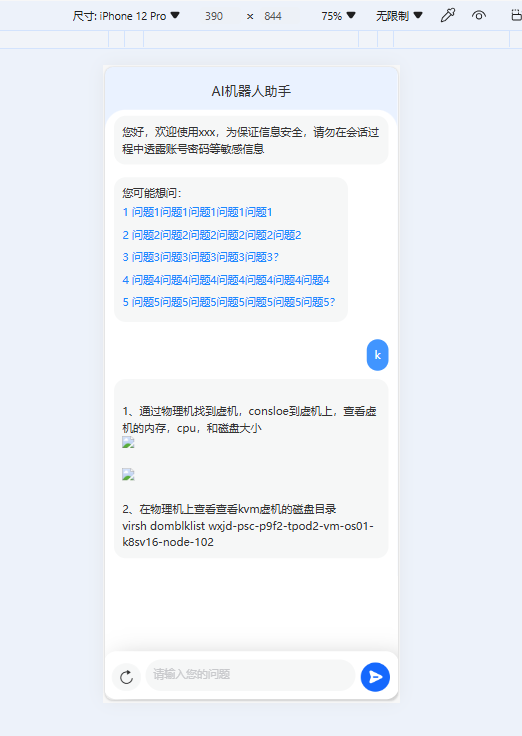 尺寸: iPhone 12 Pro ▼ 390 × 844 75% ▼ 无限制 ▼
AI机器人助手
您好，欢迎使用xxx，为保证信息安全，请勿在会话过
程中透露账号密码等敏感信息
您可能想问：
1 问题1问题1问题1问题1问题1
2 问题2问题2问题2问题2问题2问题2
3 问题3问题3问题3问题3问题3?
4 问题4问题4问题4问题4问题4问题4问题4
5 问题5问题5问题5问题5问题5问题5问题5?
k
1、通过物理机找到虚机，consloe到虚机上，查看虚
机的内存，cpu，和磁盘大小
2、在物理机上查看查看kvm虚机的磁盘目录
virsh domblklist wxjd-psc-p9f2-tpod2-vm-os01-
k8sv16-node-102
请输入您的问题